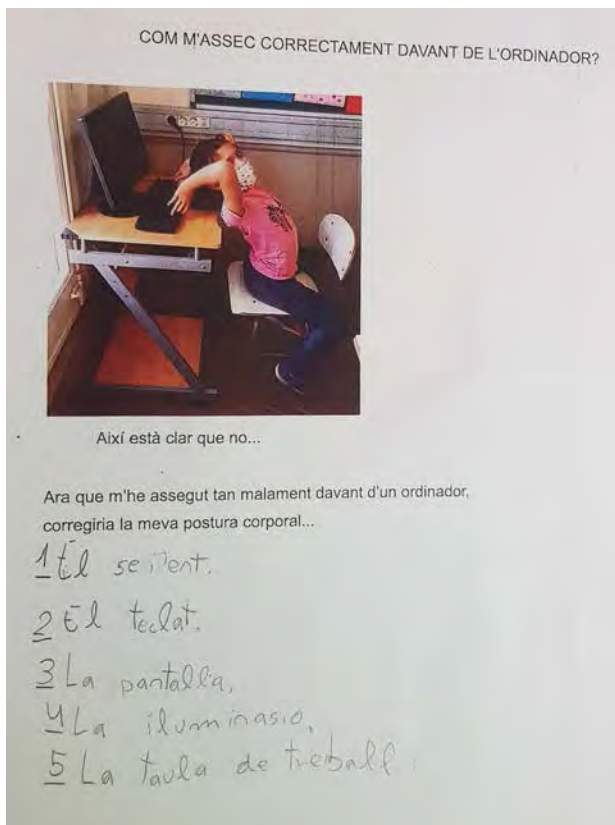 COM M'ASSEC CORRECTAMENT DAVANT DE L'ORDINADOR?
Així està clar que no...
Ara que m'he assegut tan malament davant d'un ordinador,
corregiria la meva postura corporal...
1 El seient.
2 El teclat.
3 La pantalla,
4 La iluminasio,
5 La taula de treball.